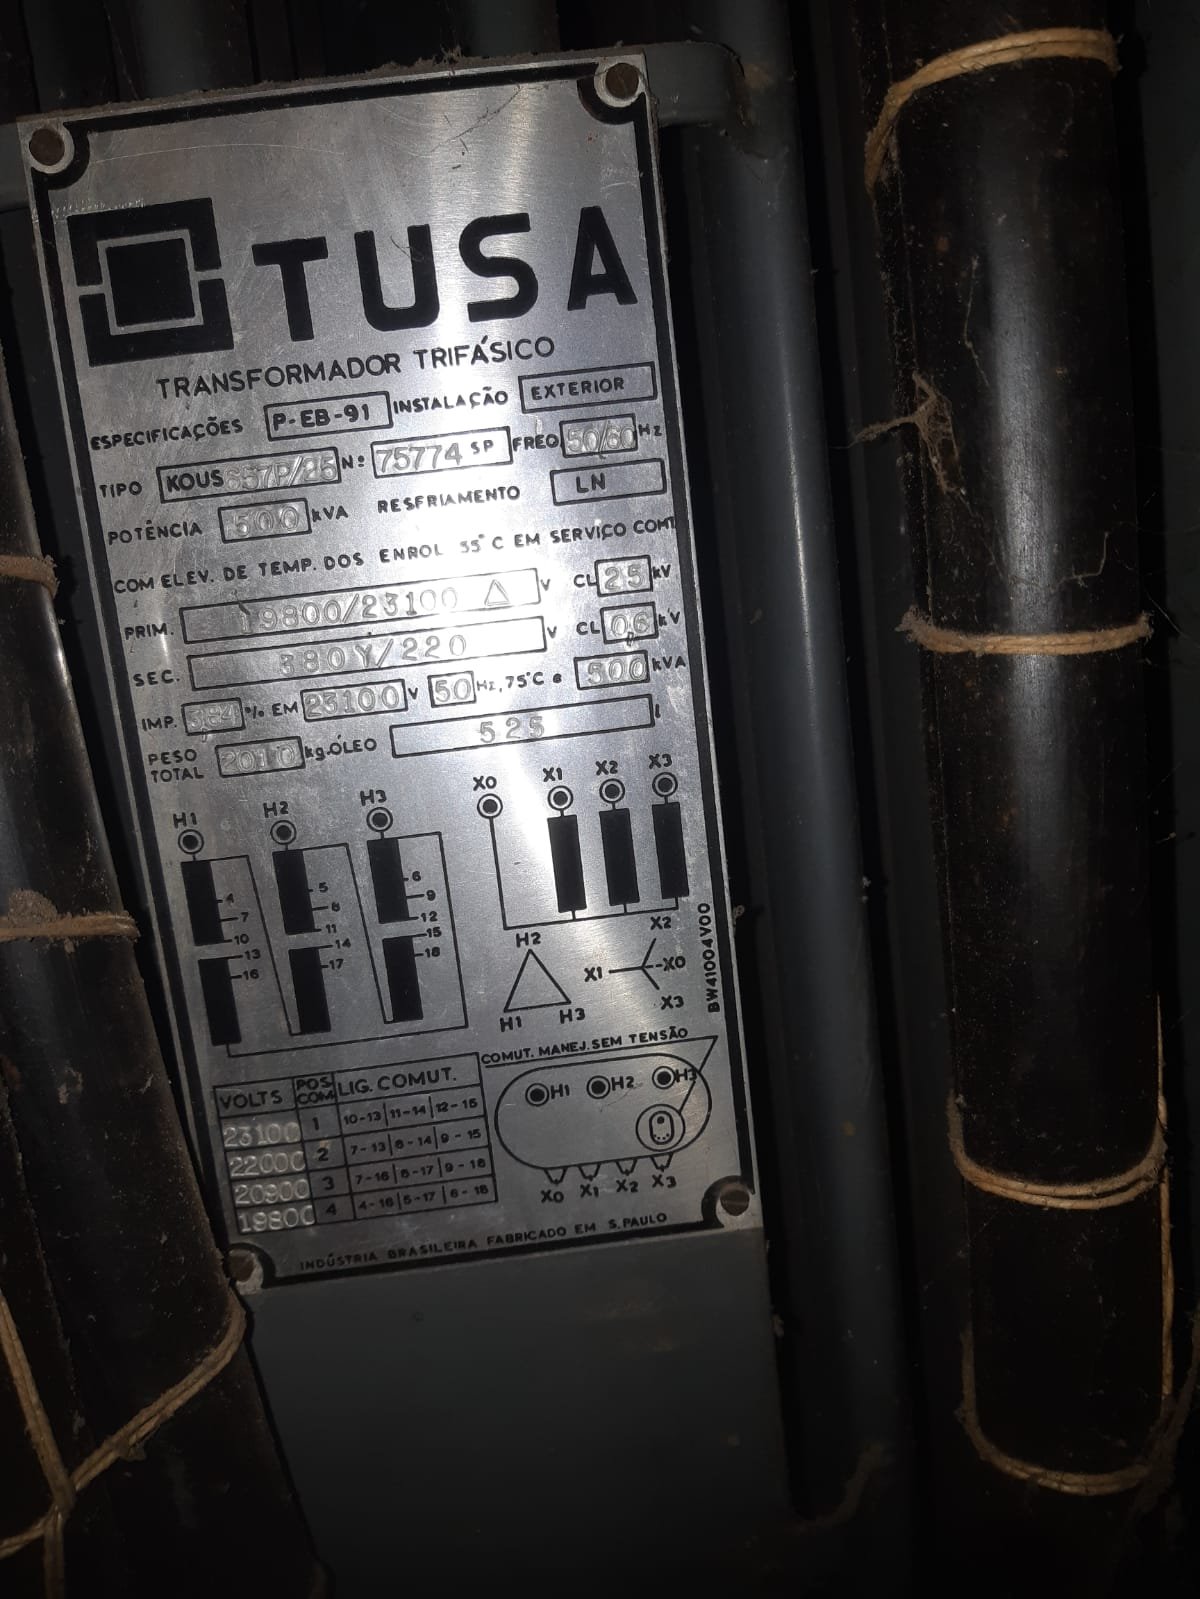 TUSA
TRANSFORMADOR TRIFÁSICO
ESPECIFICAÇÕES P-EB-91 INSTALAÇÃO EXTERIOR
TIPO KOUS 657P/25 Nº 75774 SP FREQ. 50/60 Hz
POTÊNCIA 500 kVA RESFRIAMENTO LN
COM ELEV. DE TEMP. DOS ENROL 55°C EM SERVIÇO CONT
PRIM. 19800/23100 △ V CL 25 kV
SEC. 380Y/220 V CL 0,6 kV
IMP. 3,84 % EM 23100 V 50 Hz, 75°C e 500 kVA
PESO TOTAL 2010 kg. ÓLEO 525 l
H1 H2 H3 X0 X1 X2 X3
4 5 6
7 8 9
10 11 12
13 14 15
16 17 18
H2 X2
X1 X0
H1 H3 X3
BW41004V00
COMUT. MANEJ. SEM TENSÃO
VOLTS POS. COM. LIG. COMUT.
23100 1 10-13 11-14 12-15
22000 2 7-13 8-14 9-15
20900 3 7-16 8-17 9-18
19800 4 4-16 5-17 6-18
H1 H2 H3
X0 X1 X2 X3
INDÚSTRIA BRASILEIRA FABRICADO EM S. PAULO